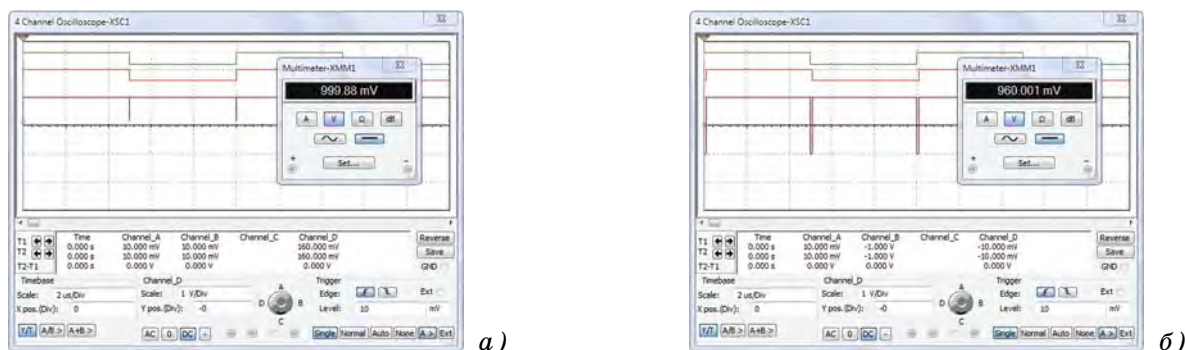 4 Channel Oscilloscope-XSC1
Multimeter-XMM1
999.88 mV
A V Ω dB
+ Set... -
Time Channel_A Channel_B Channel_C Channel_D
T1 0.000 s 10.000 mV 10.000 mV 160.000 mV
T2 0.000 s 10.000 mV 10.000 mV 160.000 mV
T2-T1 0.000 s 0.000 V 0.000 V 0.000 V
Reverse
Save
GND
Timebase
Scale: 2 us/Div
X pos.(Div): 0
Y/T A/B > A+B >
Channel_D
Scale: 1 V/Div
Y pos.(Div): -0
AC 0 DC -
A
D B
C
Trigger
Edge: Ext
Level: 10 mV
Single Normal Auto None A > Ext
а)
4 Channel Oscilloscope-XSC1
Multimeter-XMM1
960.001 mV
A V Ω dB
+ Set... -
Time Channel_A Channel_B Channel_C Channel_D
T1 0.000 s 10.000 mV -1.000 V -10.000 mV
T2 0.000 s 10.000 mV -1.000 V -10.000 mV
T2-T1 0.000 s 0.000 V 0.000 V 0.000 V
Reverse
Save
GND
Timebase
Scale: 2 us/Div
X pos.(Div): 0
Y/T A/B > A+B >
Channel_D
Scale: 1 V/Div
Y pos.(Div): -0
AC 0 DC -
A
D B
C
Trigger
Edge: Ext
Level: 10 mV
Single Normal Auto None A > Ext
б)